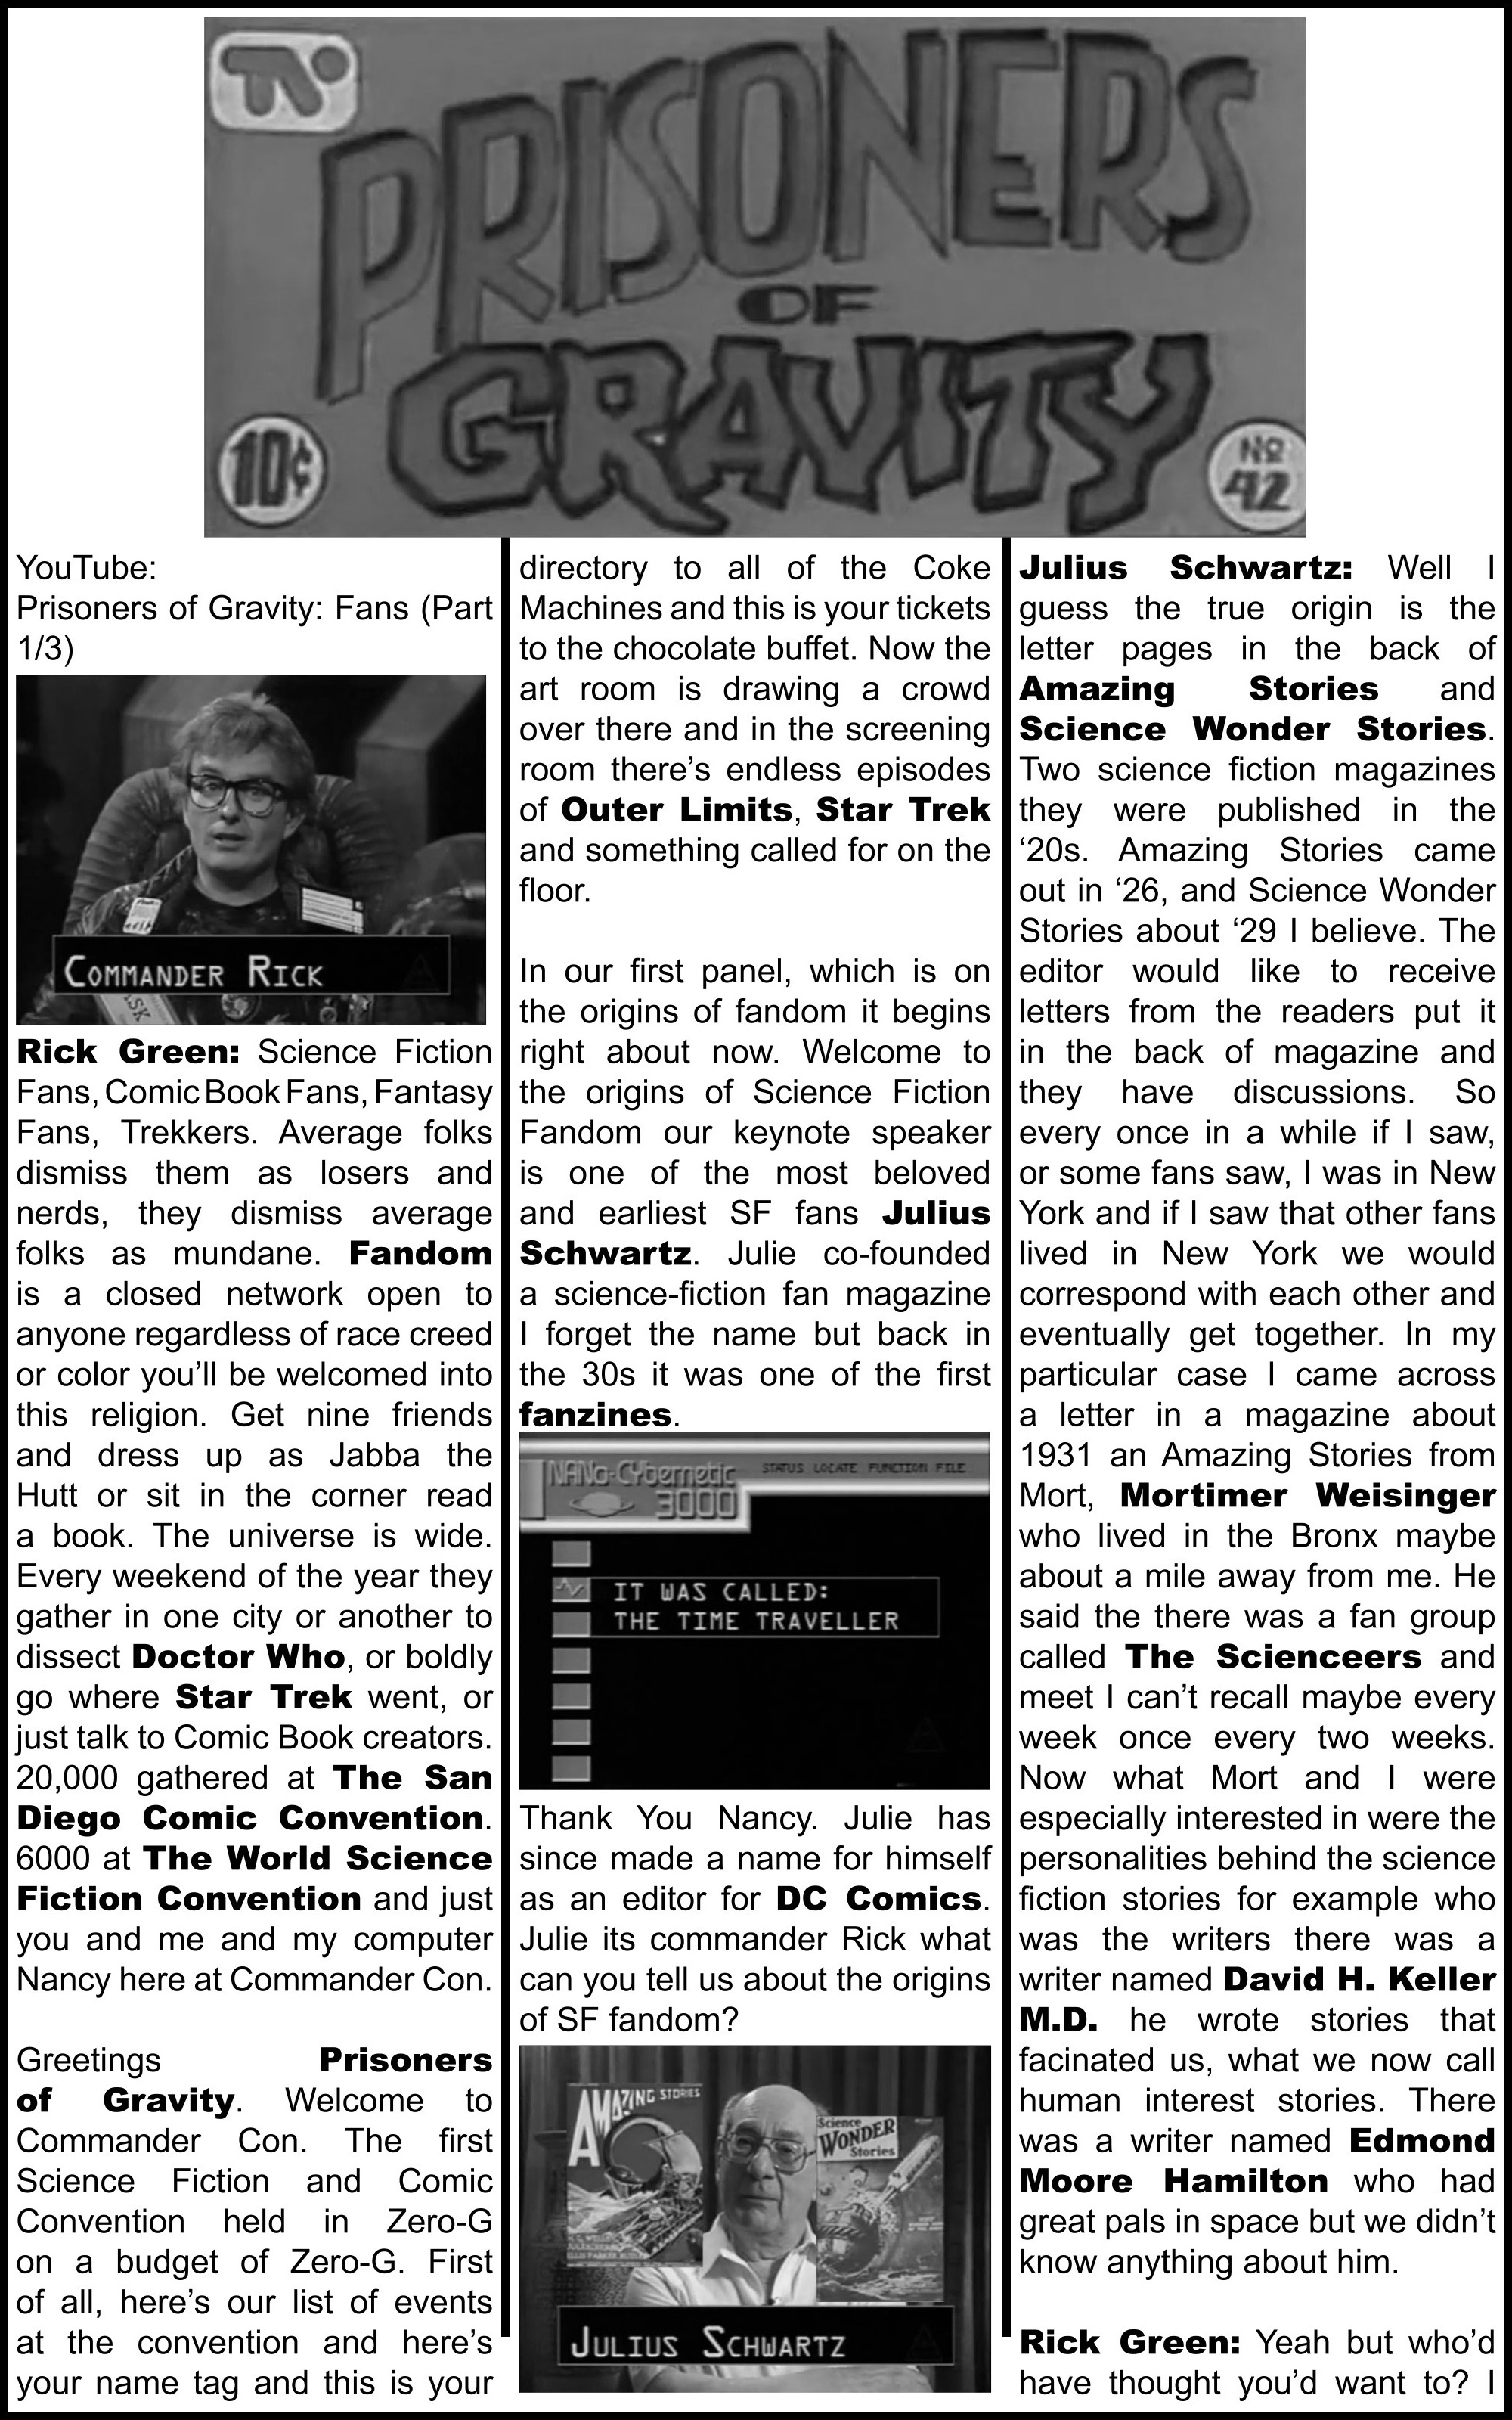 PRISONERS
OF
GRAVITY
10¢
No
42
YouTube:
Prisoners of Gravity: Fans (Part
1/3)
COMMANDER RICK
Rick Green: Science Fiction
Fans, Comic Book Fans, Fantasy
Fans, Trekkers. Average folks
dismiss them as losers and
nerds, they dismiss average
folks as mundane. Fandom
is a closed network open to
anyone regardless of race creed
or color you’ll be welcomed into
this religion. Get nine friends
and dress up as Jabba the
Hutt or sit in the corner read
a book. The universe is wide.
Every weekend of the year they
gather in one city or another to
dissect Doctor Who, or boldly
go where Star Trek went, or
just talk to Comic Book creators.
20,000 gathered at The San
Diego Comic Convention.
6000 at The World Science
Fiction Convention and just
you and me and my computer
Nancy here at Commander Con.
Greetings Prisoners
of Gravity. Welcome to
Commander Con. The first
Science Fiction and Comic
Convention held in Zero-G
on a budget of Zero-G. First
of all, here’s our list of events
at the convention and here’s
your name tag and this is your
directory to all of the Coke
Machines and this is your tickets
to the chocolate buffet. Now the
art room is drawing a crowd
over there and in the screening
room there’s endless episodes
of Outer Limits, Star Trek
and something called for on the
floor.
In our first panel, which is on
the origins of fandom it begins
right about now. Welcome to
the origins of Science Fiction
Fandom our keynote speaker
is one of the most beloved
and earliest SF fans Julius
Schwartz. Julie co-founded
a science-fiction fan magazine
I forget the name but back in
the 30s it was one of the first
fanzines.
NANo-CYbernetic
3000
STATUS LOCATE FUNCTION FILE
IT WAS CALLED:
THE TIME TRAVELLER
Thank You Nancy. Julie has
since made a name for himself
as an editor for DC Comics.
Julie its commander Rick what
can you tell us about the origins
of SF fandom?
AMAZING STORIES
Science
WONDER
Stories
JULIUS SCHWARTZ
Julius Schwartz: Well I
guess the true origin is the
letter pages in the back of
Amazing Stories and
Science Wonder Stories.
Two science fiction magazines
they were published in the
‘20s. Amazing Stories came
out in ‘26, and Science Wonder
Stories about ‘29 I believe. The
editor would like to receive
letters from the readers put it
in the back of magazine and
they have discussions. So
every once in a while if I saw,
or some fans saw, I was in New
York and if I saw that other fans
lived in New York we would
correspond with each other and
eventually get together. In my
particular case I came across
a letter in a magazine about
1931 an Amazing Stories from
Mort, Mortimer Weisinger
who lived in the Bronx maybe
about a mile away from me. He
said the there was a fan group
called The Scienceers and
meet I can’t recall maybe every
week once every two weeks.
Now what Mort and I were
especially interested in were the
personalities behind the science
fiction stories for example who
was the writers there was a
writer named David H. Keller
M.D. he wrote stories that
facinated us, what we now call
human interest stories. There
was a writer named Edmond
Moore Hamilton who had
great pals in space but we didn’t
know anything about him.
Rick Green: Yeah but who’d
have thought you’d want to? I